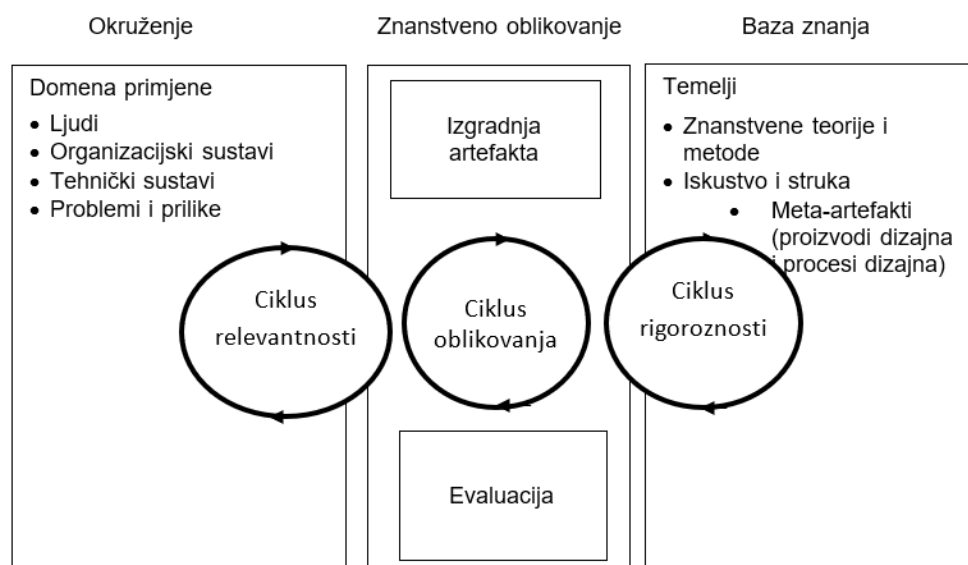 Okruženje
Znanstveno oblikovanje
Baza znanja
Domena primjene
• Ljudi
• Organizacijski sustavi
• Tehnički sustavi
• Problemi i prilike
Izgradnja
artefakta
Temelji
• Znanstvene teorije i
metode
• Iskustvo i struka
• Meta-artefakti
(proizvodi dizajna
i procesi dizajna)
Ciklus
relevantnosti
Ciklus
oblikovanja
Ciklus
rigoroznosti
Evaluacija